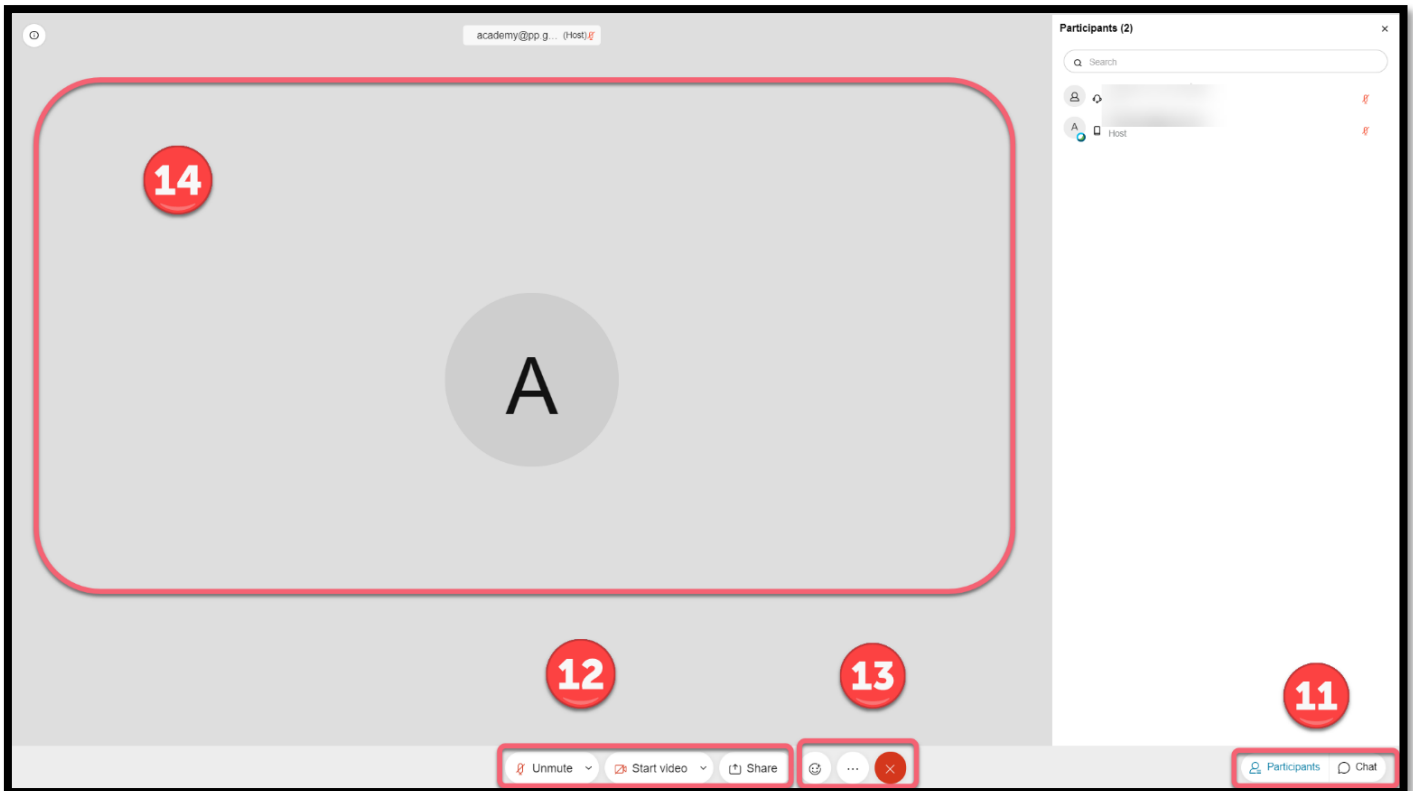 academy@pp.g... (Host)
Participants (2)
Search
A
Host
14
A
12
13
11
Unmute
Start video
Share
Participants
Chat